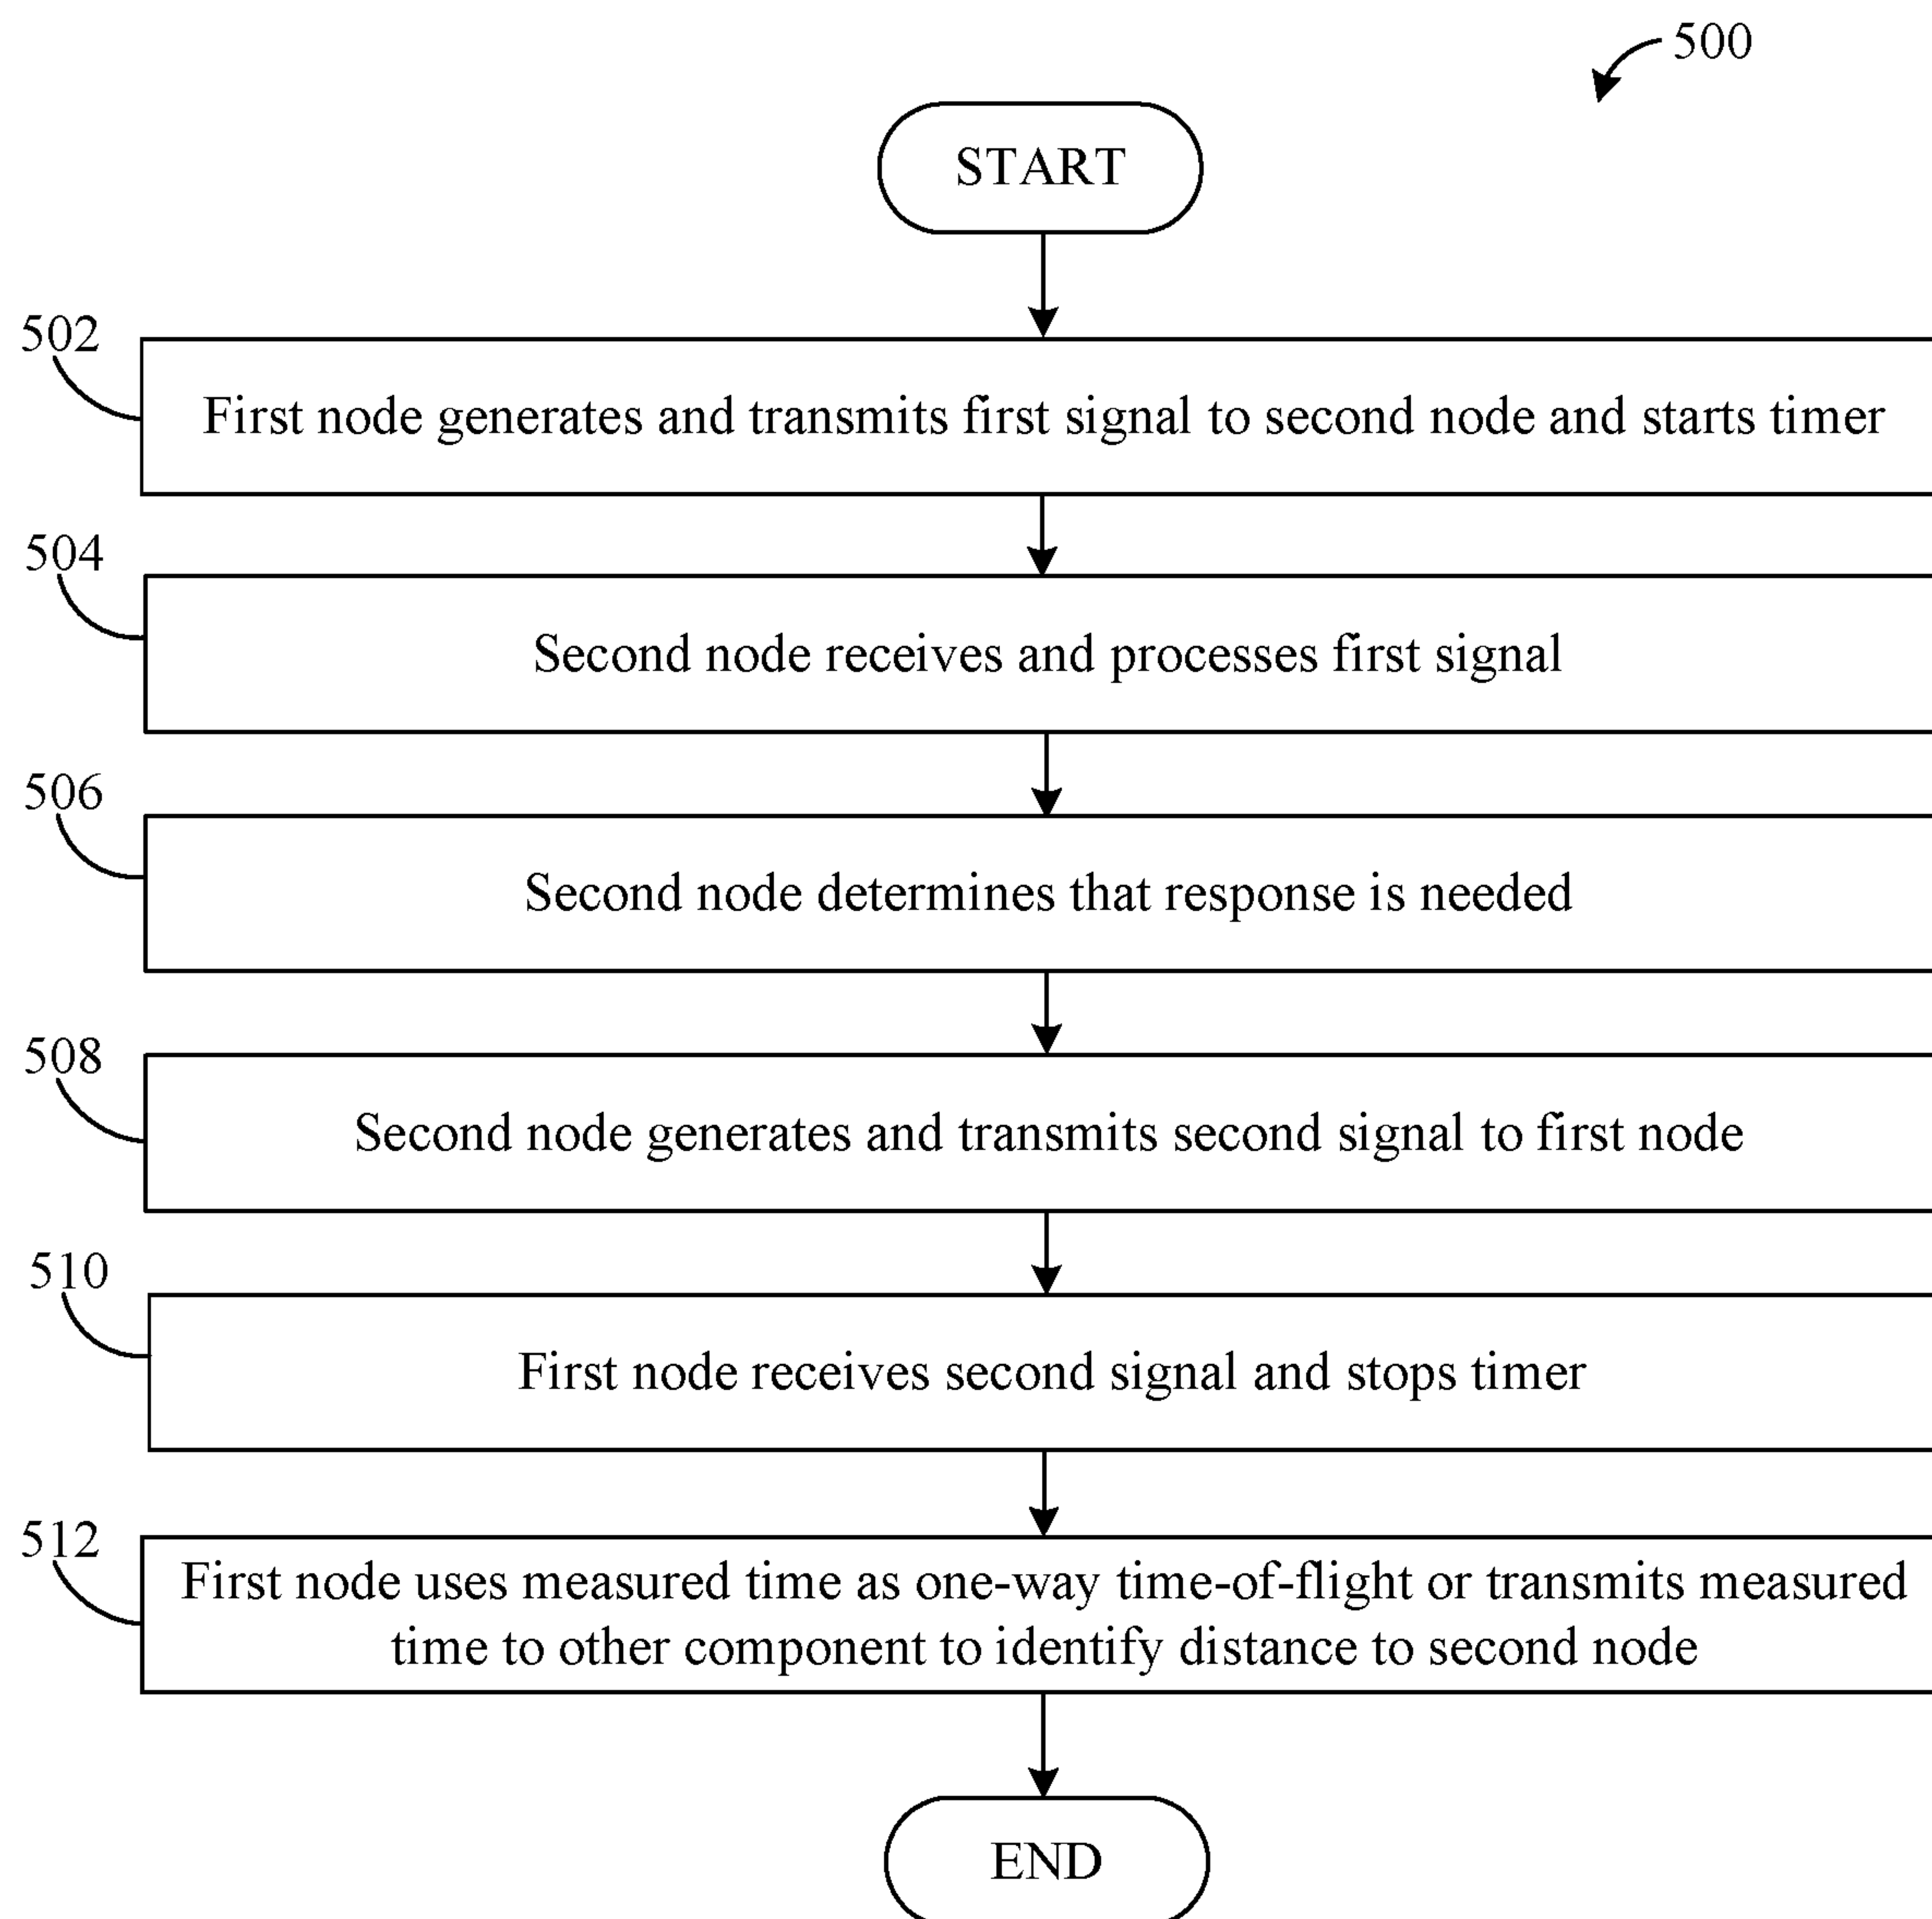 500
START
502
First node generates and transmits first signal to second node and starts timer
504
Second node receives and processes first signal
506
Second node determines that response is needed
508
Second node generates and transmits second signal to first node
510
First node receives second signal and stops timer
512
First node uses measured time as one-way time-of-flight or transmits measured
time to other component to identify distance to second node
END